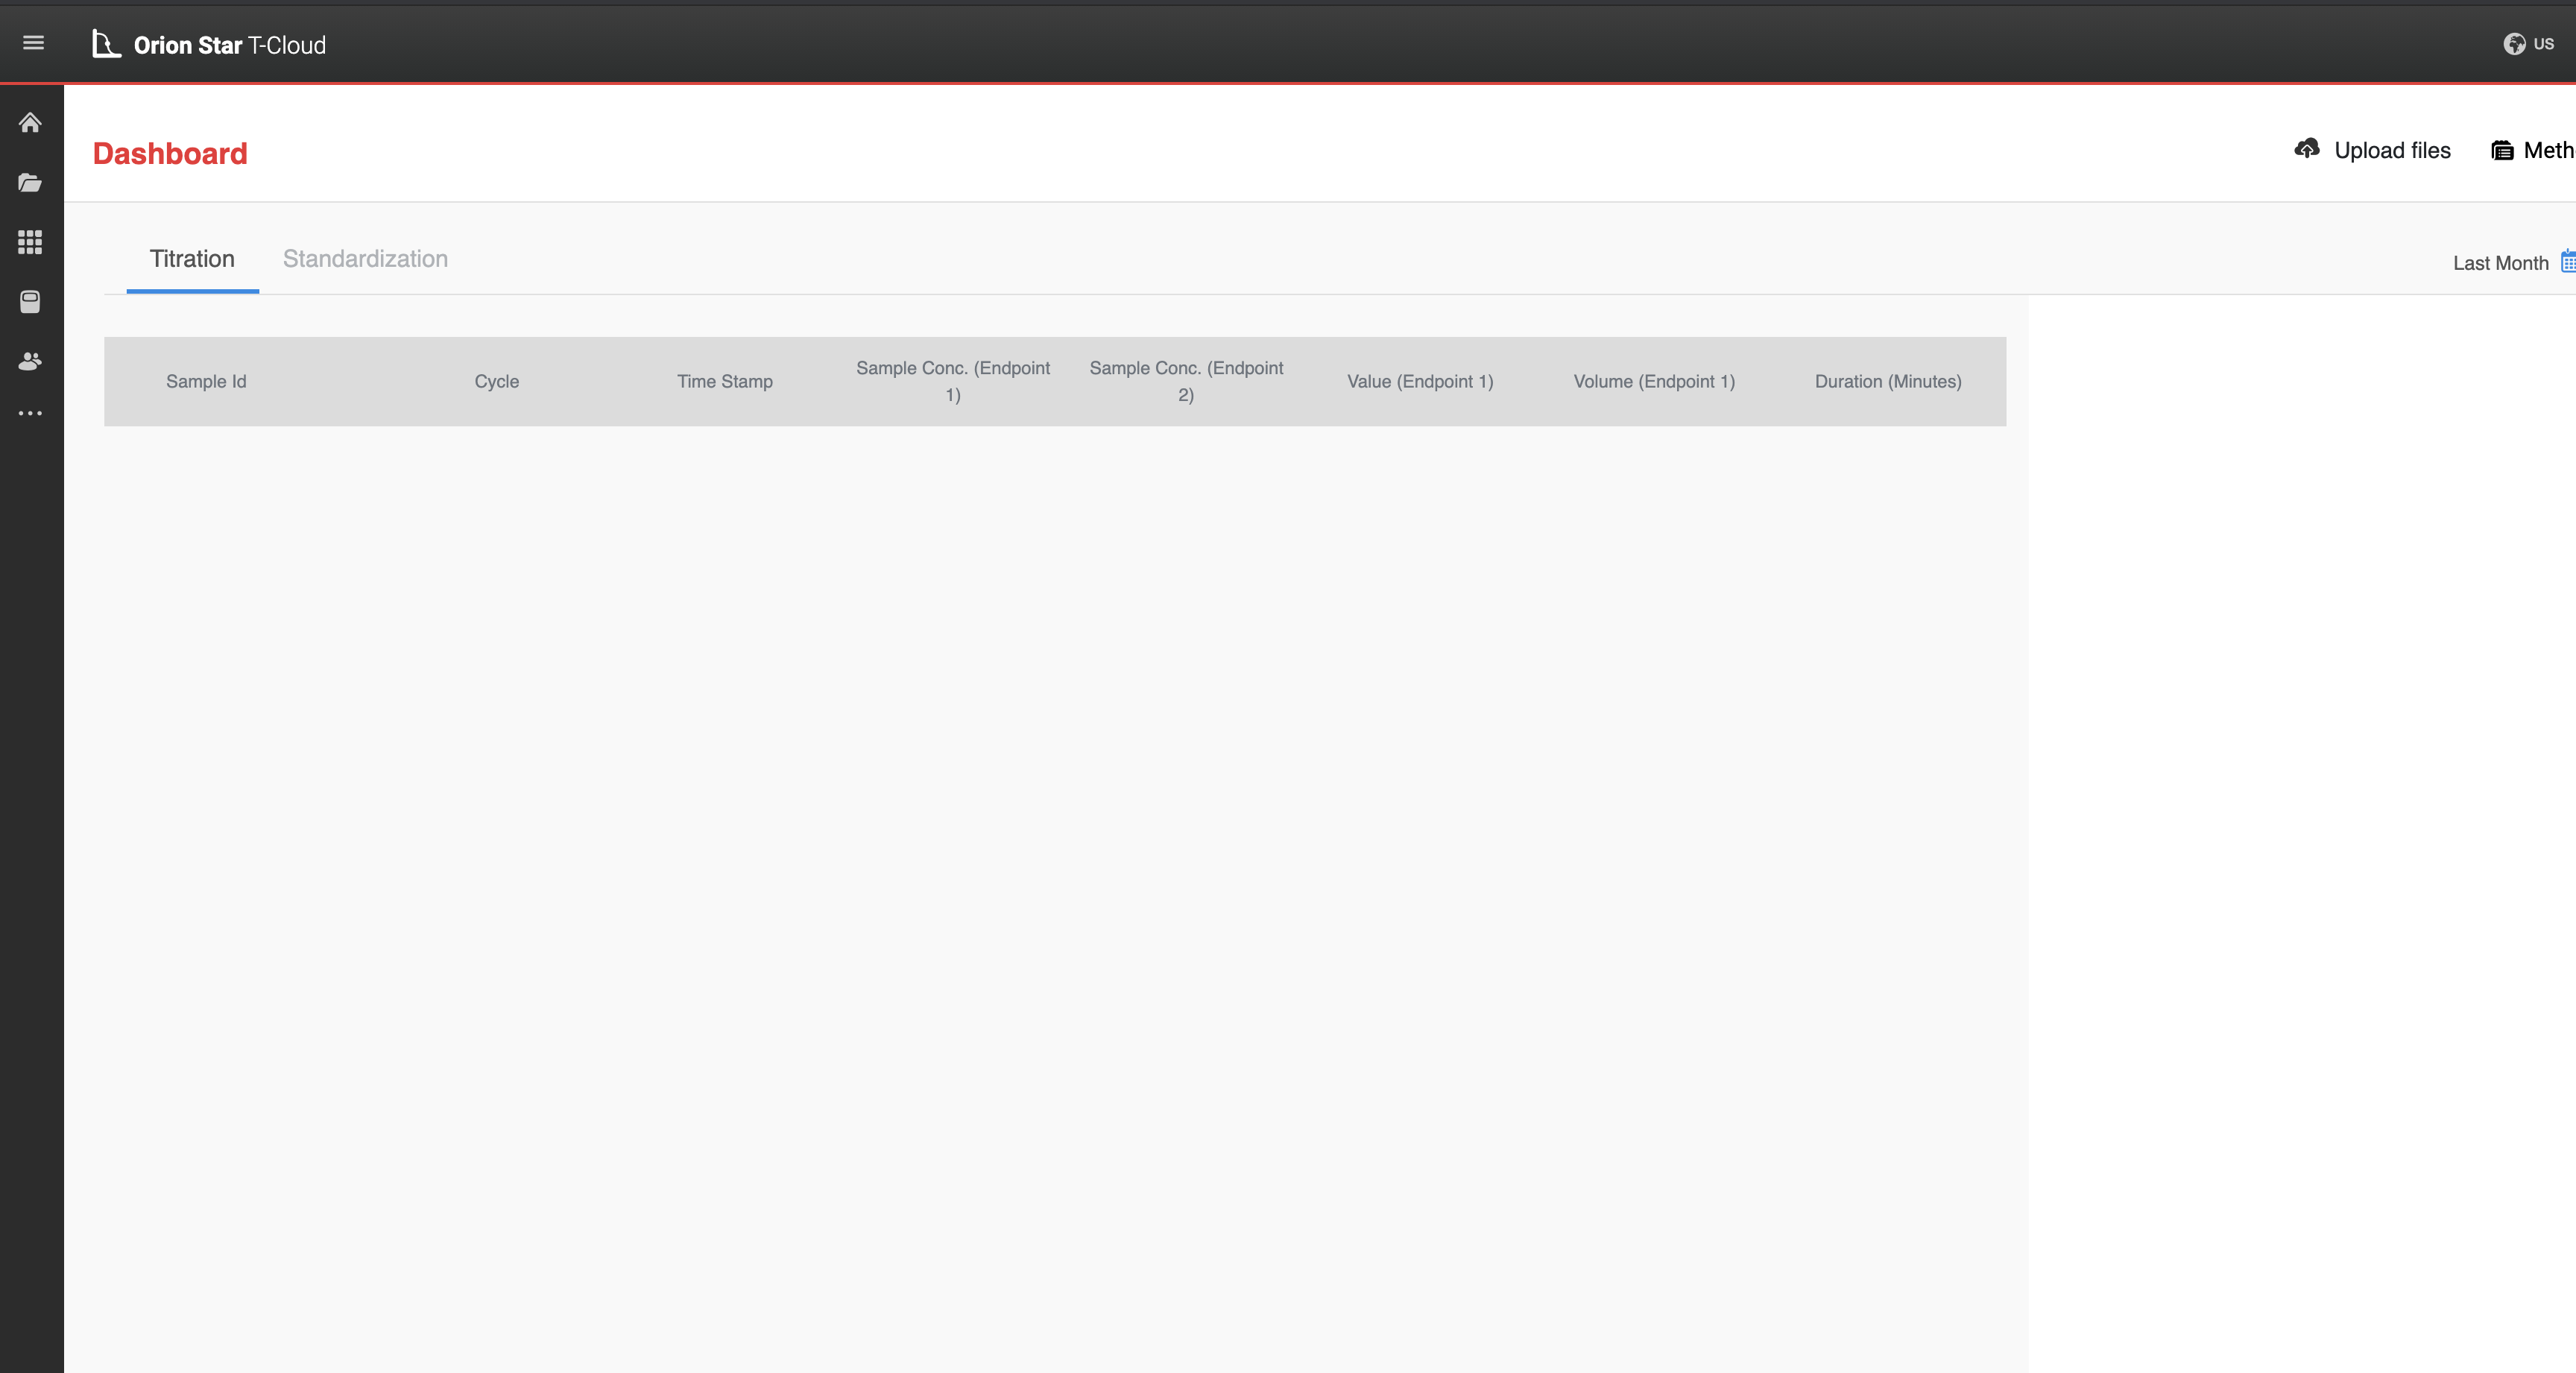 Orion Star T-Cloud
US
Dashboard
Upload files
Meth
Titration
Standardization
Last Month
Sample Id
Cycle
Time Stamp
Sample Conc. (Endpoint
1)
Sample Conc. (Endpoint
2)
Value (Endpoint 1)
Volume (Endpoint 1)
Duration (Minutes)